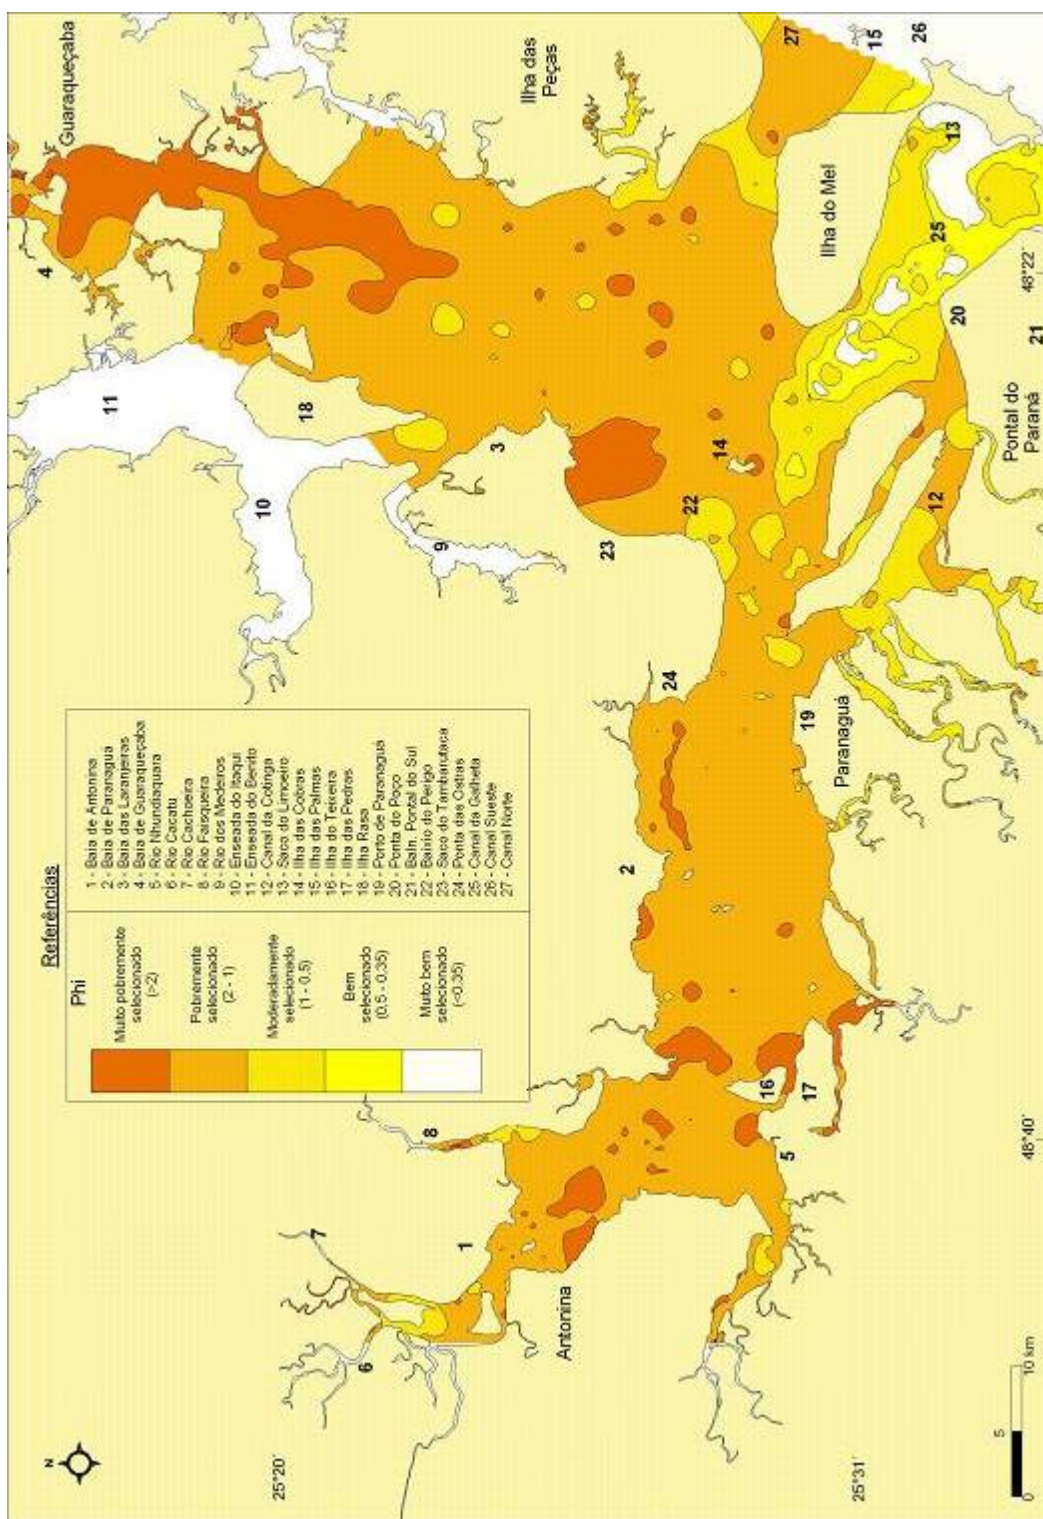 Referências
Phi
Muito pobremente
selecionado
(>2)
Pobremente
selecionado
(2 - 1)
Moderadamente
selecionado
(1 - 0.5)
Bem
selecionado
(0.5 - 0.35)
Muito bem
selecionado
(<0.35)
1 - Baia de Antonina
2 - Baia de Paranaguá
3 - Baia das Laranjeiras
4 - Baia de Guaraqueçaba
5 - Rio Nhundiaquara
6 - Rio Cacatu
7 - Rio Cachoeira
8 - Rio Faisqueira
9 - Rio dos Medeiros
10 - Enseada do Itaqui
11 - Enseada do Benito
12 - Canal da Cotinga
13 - Saco do Limoeiro
14 - Ilha das Cobras
15 - Ilha das Palmas
16 - Ilha do Teixeira
17 - Ilha das Pedras
18 - Ilha Rasa
19 - Porto de Paranaguá
20 - Ponta do Poço
21 - Baln. Pontal do Sul
22 - Baixio do Perigo
23 - Saco do Tambarutaca
24 - Ponta das Ostras
25 - Canal da Galheta
26 - Canal Sueste
27 - Canal Norte
N
Guaraqueçaba
4
11
18
10
3
9
Ilha das
Peças
27
15
26
13
Ilha do Mel
25
20
21
48°22´
Pontal do
Paraná
14
22
23
12
24
19
Paranaguá
2
8
16
17
5
48°40´
7
1
6
Antonina
25°20´
25°31´
0
5
10 km